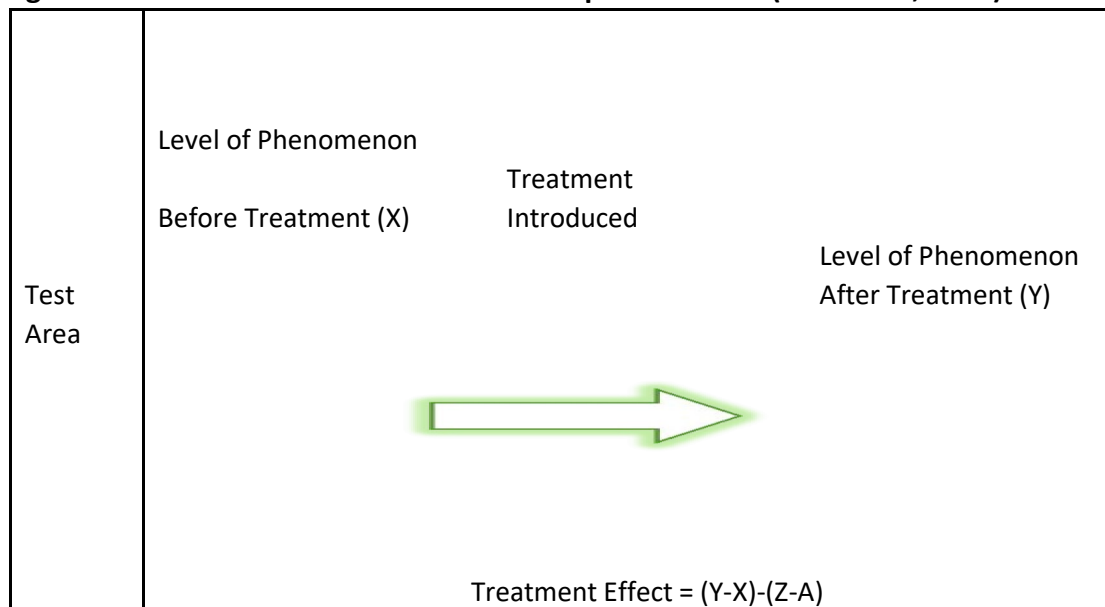 Level of Phenomenon
Treatment
Before Treatment (X) Introduced
Level of Phenomenon
Test After Treatment (Y)
Area
Treatment Effect = (Y-X)-(Z-A)